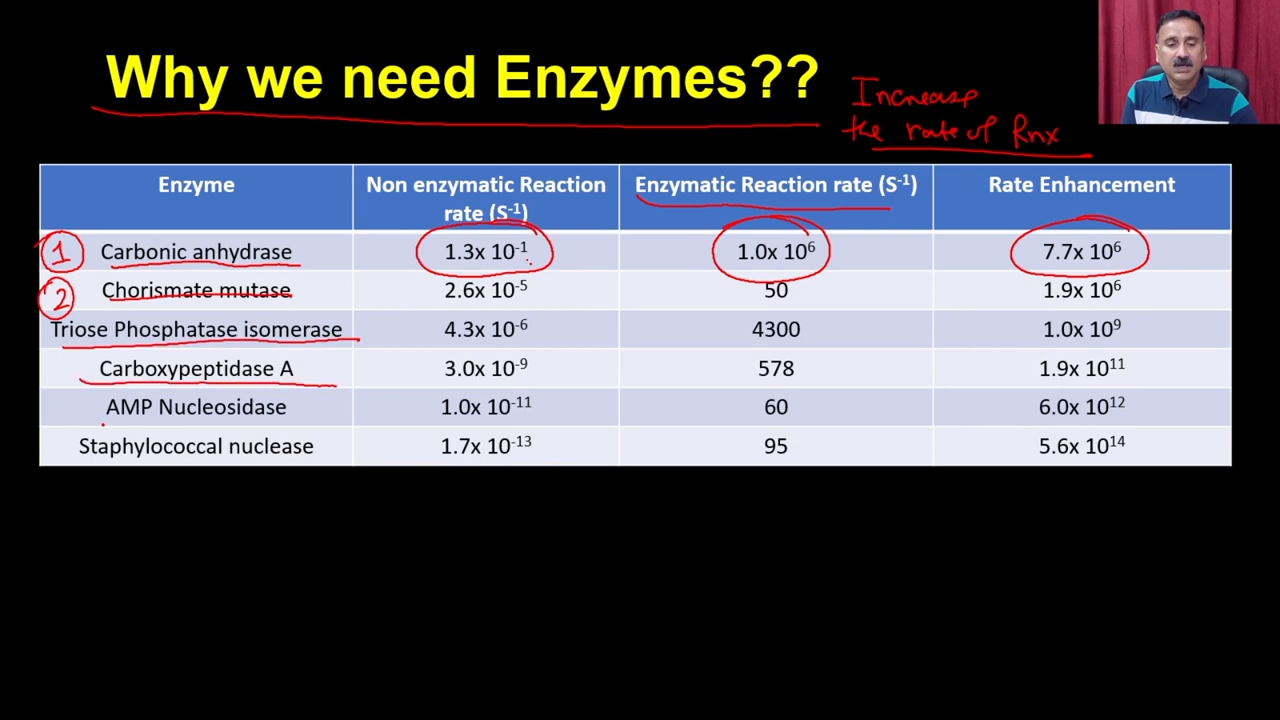 Why we need Enzymes??
Increase
the rate of Rnx
Enzyme Non enzymatic Reaction rate (S⁻¹) Enzymatic Reaction rate (S⁻¹) Rate Enhancement
1 Carbonic anhydrase 1.3x 10⁻¹ 1.0x 10⁶ 7.7x 10⁶
2 Chorismate mutase 2.6x 10⁻⁵ 50 1.9x 10⁶
Triose Phosphatase isomerase 4.3x 10⁻⁶ 4300 1.0x 10⁹
Carboxypeptidase A 3.0x 10⁻⁹ 578 1.9x 10¹¹
AMP Nucleosidase 1.0x 10⁻¹¹ 60 6.0x 10¹²
Staphylococcal nuclease 1.7x 10⁻¹³ 95 5.6x 10¹⁴